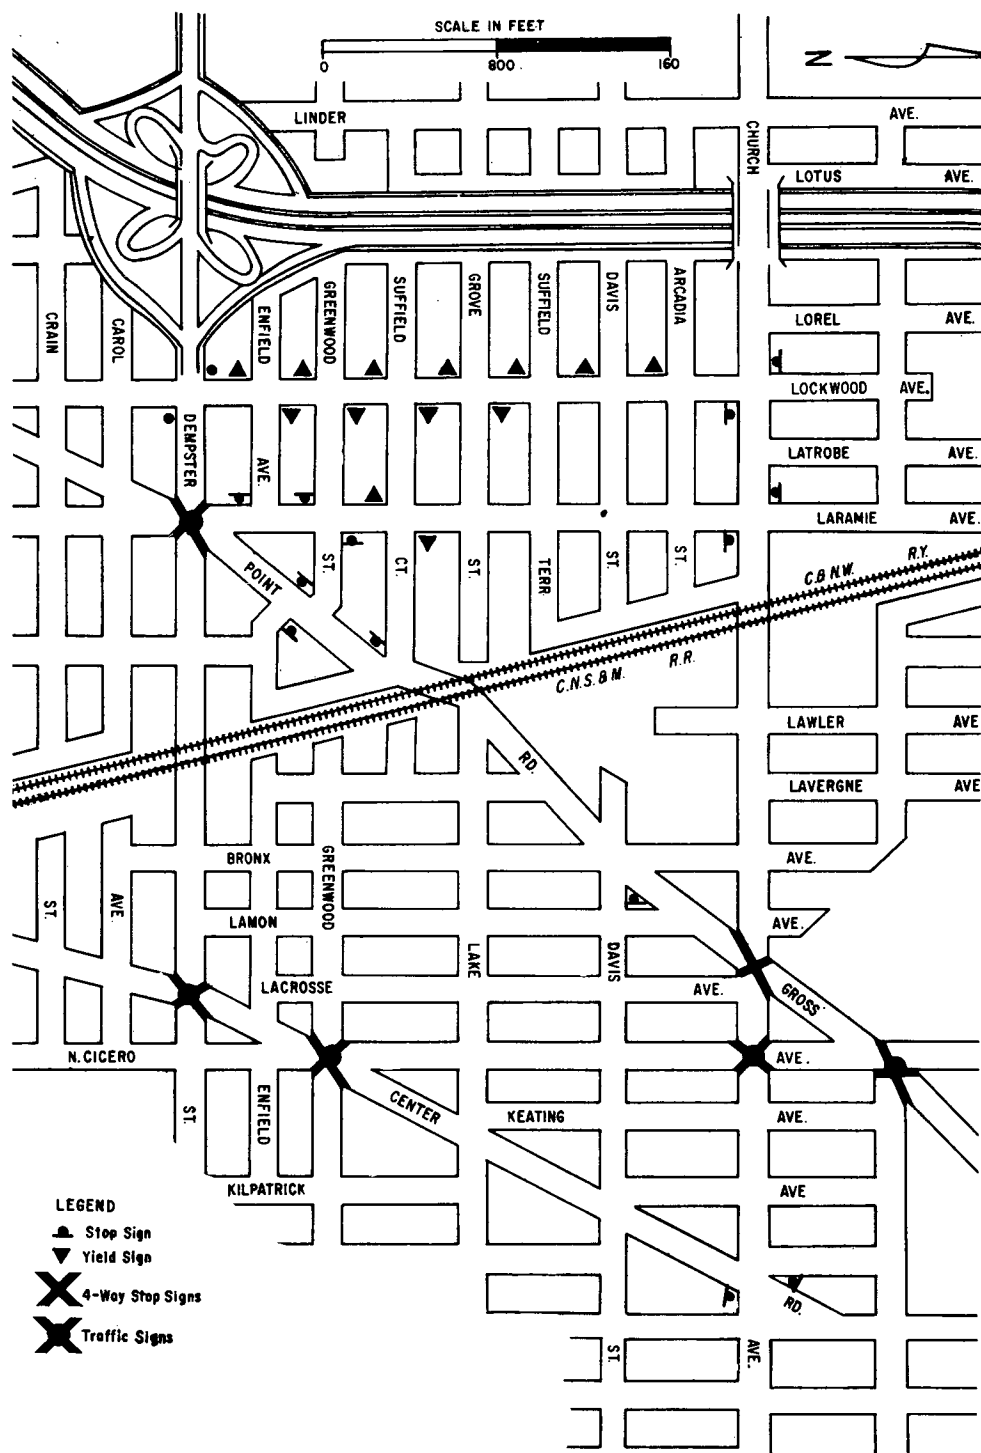 SCALE IN FEET
0 800 160
N
LINDER AVE.
CHURCH
LOTUS AVE.
CRAIN
CAROL
ENFIELD
GREENWOOD
SUFFIELD
GROVE
SUFFIELD
DAVIS
ARCADIA
LOREL AVE.
LOCKWOOD AVE.
DEMPSTER
AVE.
LATROBE AVE.
LARAMIE AVE.
POINT
ST.
CT.
ST.
TERR
ST.
ST.
C.& N.W. R.Y.
C.N.S.& M. R.R.
LAWLER AVE
RD.
LAVERGNE AVE
BRONX AVE.
GREENWOOD
ST.
AVE.
LAMON AVE.
LAKE
DAVIS
LACROSSE AVE.
GROSS
N. CICERO AVE.
ST.
ENFIELD
CENTER
KEATING AVE.
KILPATRICK AVE
RD.
ST.
AVE.
LEGEND
Stop Sign
Yield Sign
4-Way Stop Signs
Traffic Signs